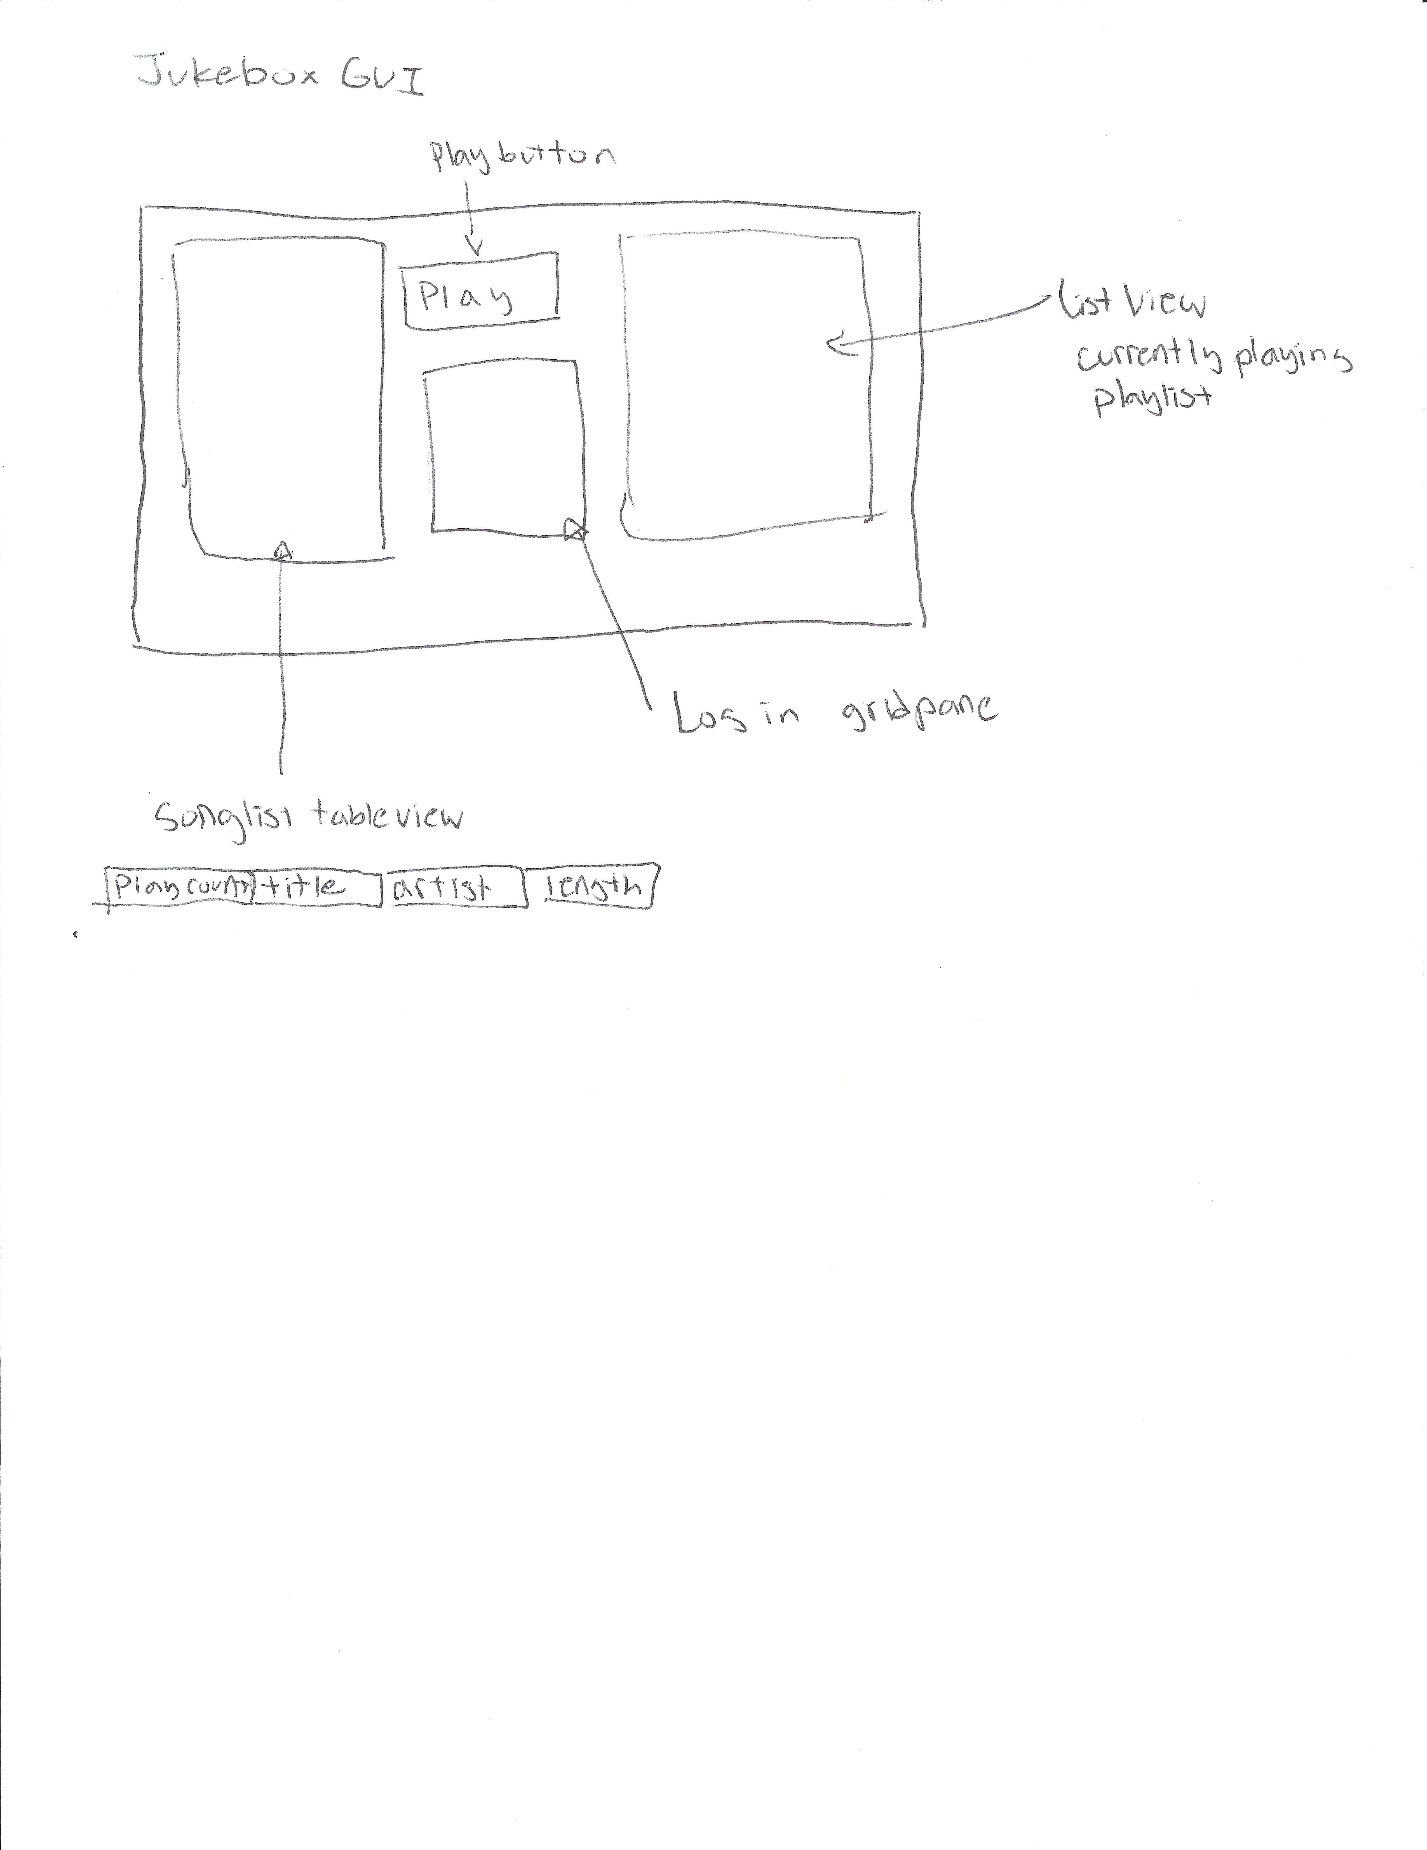 Jukebox GUI
Play button
Play
List View
currently playing
playlist
Log in gridpane
Songlist tableview
Play count title artist length